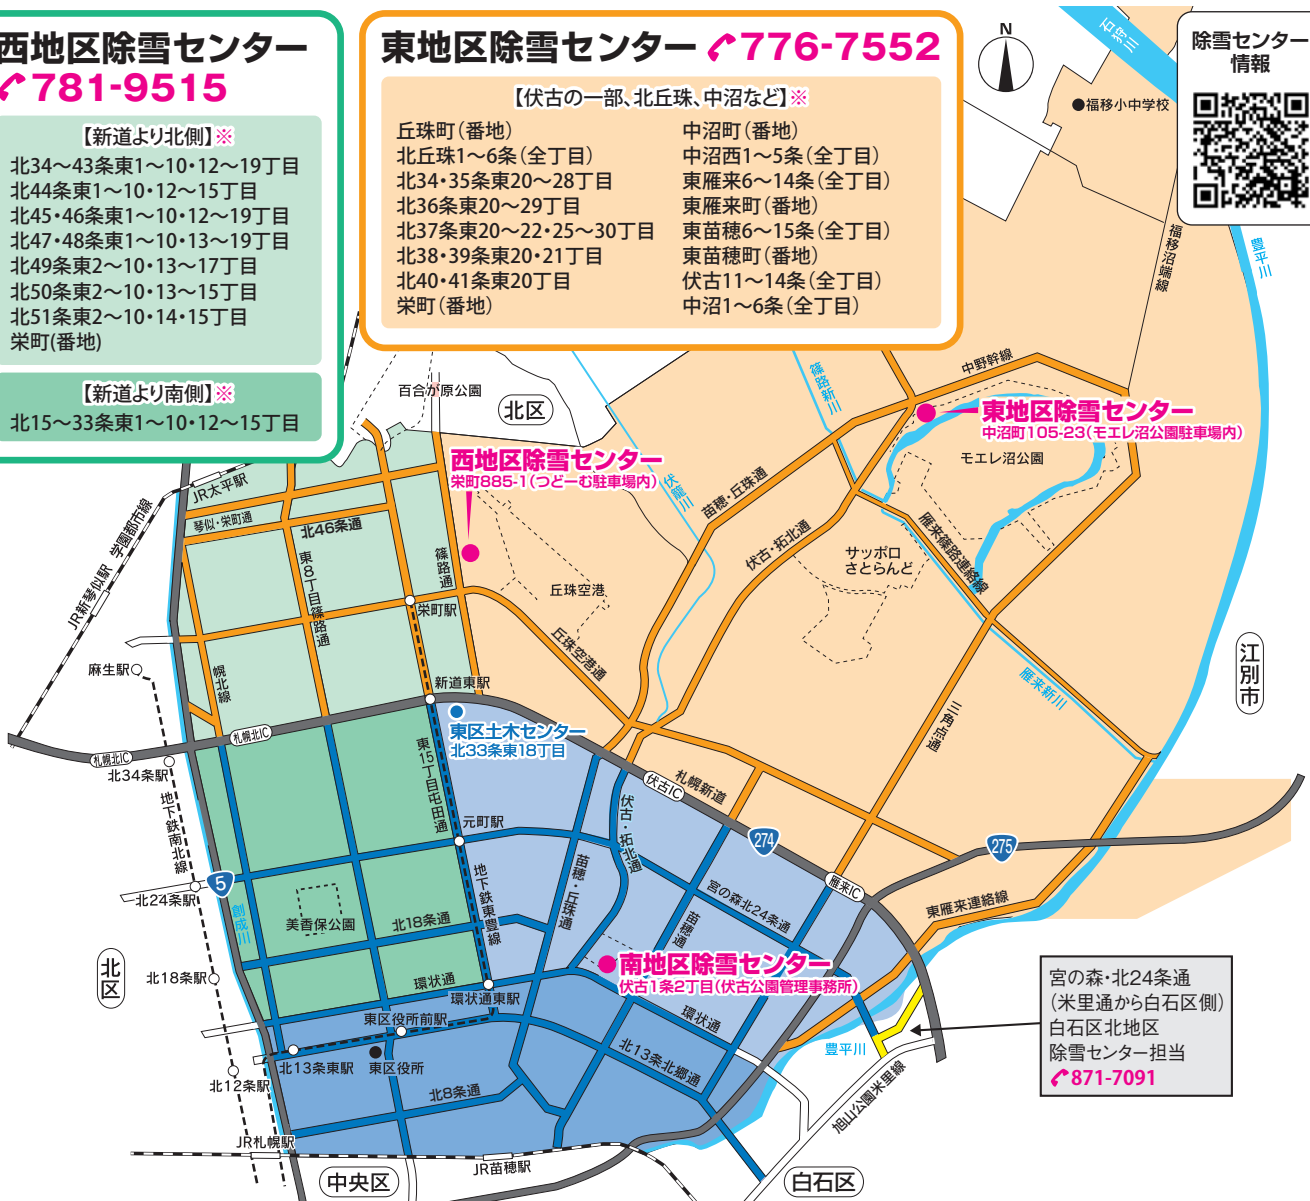 西地区除雪センター
781-9515
【新道より北側】※
北34～43条東1～10・12～19丁目
北44条東1～10・12～15丁目
北45・46条東1～10・12～19丁目
北47・48条東1～10・13～19丁目
北49条東2～10・13～17丁目
北50条東2～10・13～15丁目
北51条東2～10・14・15丁目
栄町(番地)
【新道より南側】※
北15～33条東1～10・12～15丁目
東地区除雪センター 776-7552
【伏古の一部、北丘珠、中沼など】※
丘珠町(番地)
北丘珠1～6条(全丁目)
北34・35条東20～28丁目
北36条東20～29丁目
北37条東20～22・25～30丁目
北38・39条東20・21丁目
北40・41条東20丁目
栄町(番地)
中沼町(番地)
中沼西1～5条(全丁目)
東雁来6～14条(全丁目)
東雁来町(番地)
東苗穂6～15条(全丁目)
東苗穂町(番地)
伏古11～14条(全丁目)
中沼1～6条(全丁目)
N
石狩川
除雪センター
情報
福移小中学校
福移沼端線
豊平川
百合が原公園
北区
篠路新川
中野幹線
東地区除雪センター
中沼町105-23(モエレ沼公園駐車場内)
モエレ沼公園
西地区除雪センター
栄町885-1(つどーむ駐車場内)
伏籠川
苗穂・丘珠通
伏古・拓北通
雁来篠路連絡線
サッポロ
さとらんど
JR太平駅
学園都市線
JR新琴似駅
琴似・栄町通
北46条通
東8丁目篠路通
篠路通
栄町駅
丘珠空港
丘珠空港通
麻生駅
幌北線
新道東駅
雁来新川
江別市
三角点通
東区土木センター
北33条東18丁目
札幌北IC
札幌北IC
北34条駅
東15丁目屯田通
伏古IC
札幌新道
地下鉄南北線
元町駅
伏古・拓北通
274
275
5
北24条駅
創成川
美香保公園
北18条通
地下鉄東豊線
苗穂・丘珠通
宮の森北24条通
苗穂通
雁来IC
東雁来連絡線
北区
北18条駅
環状通
環状通東駅
南地区除雪センター
伏古1条2丁目(伏古公園管理事務所)
東区役所前駅
環状通
豊平川
宮の森・北24条通
(米里通から白石区側)
白石区北地区
除雪センター担当
871-7091
北13条東駅
東区役所
北13条北郷通
北12条駅
北8条通
旭山公園米里線
JR札幌駅
JR苗穂駅
中央区
白石区